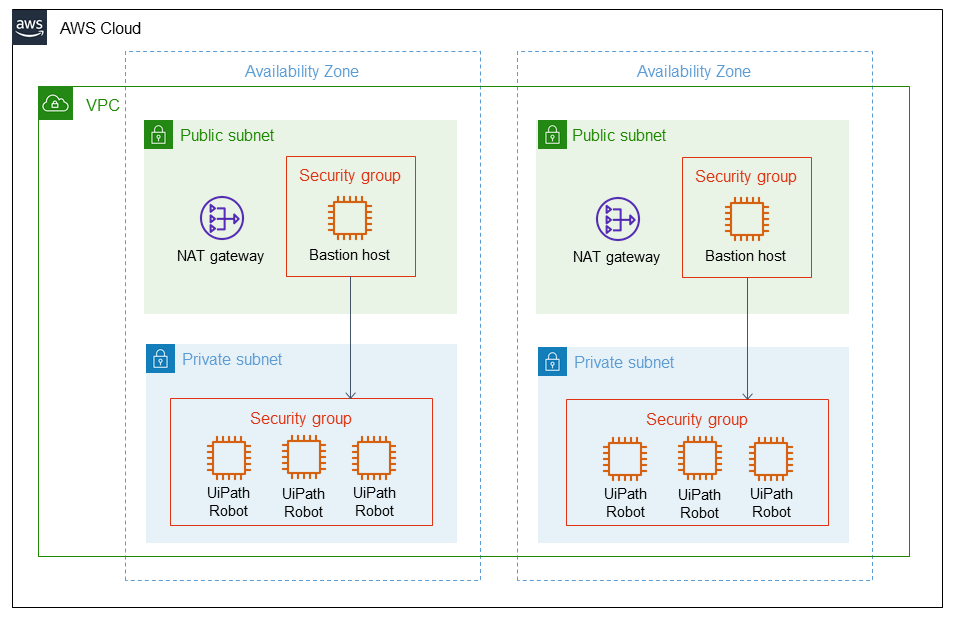 aws
AWS Cloud
Availability Zone
Availability Zone
VPC
Public subnet
Security group
NAT gateway
Bastion host
Public subnet
Security group
NAT gateway
Bastion host
Private subnet
Security group
UiPath
Robot
UiPath
Robot
UiPath
Robot
Private subnet
Security group
UiPath
Robot
UiPath
Robot
UiPath
Robot